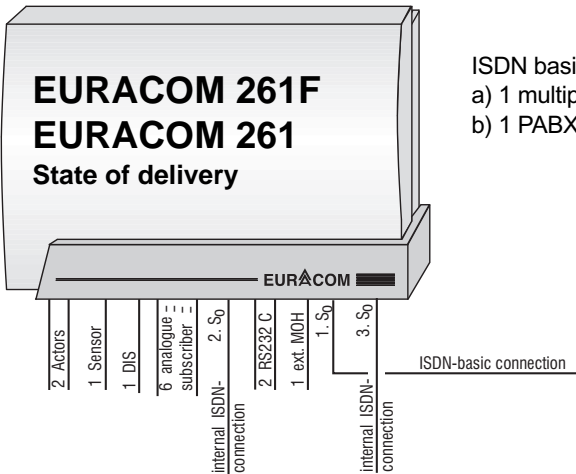 EURACOM 261F
EURACOM 261
State of delivery
ISDN basi
a) 1 multip
b) 1 PABX
EURACOM
2 Actors
1 Sensor
1 DIS
6 analogue
subscriber
2. S0
internal ISDN-
connection
2 RS232 C
1 ext. MOH
1. S0
3. S0
internal ISDN-
connection
ISDN-basic connection